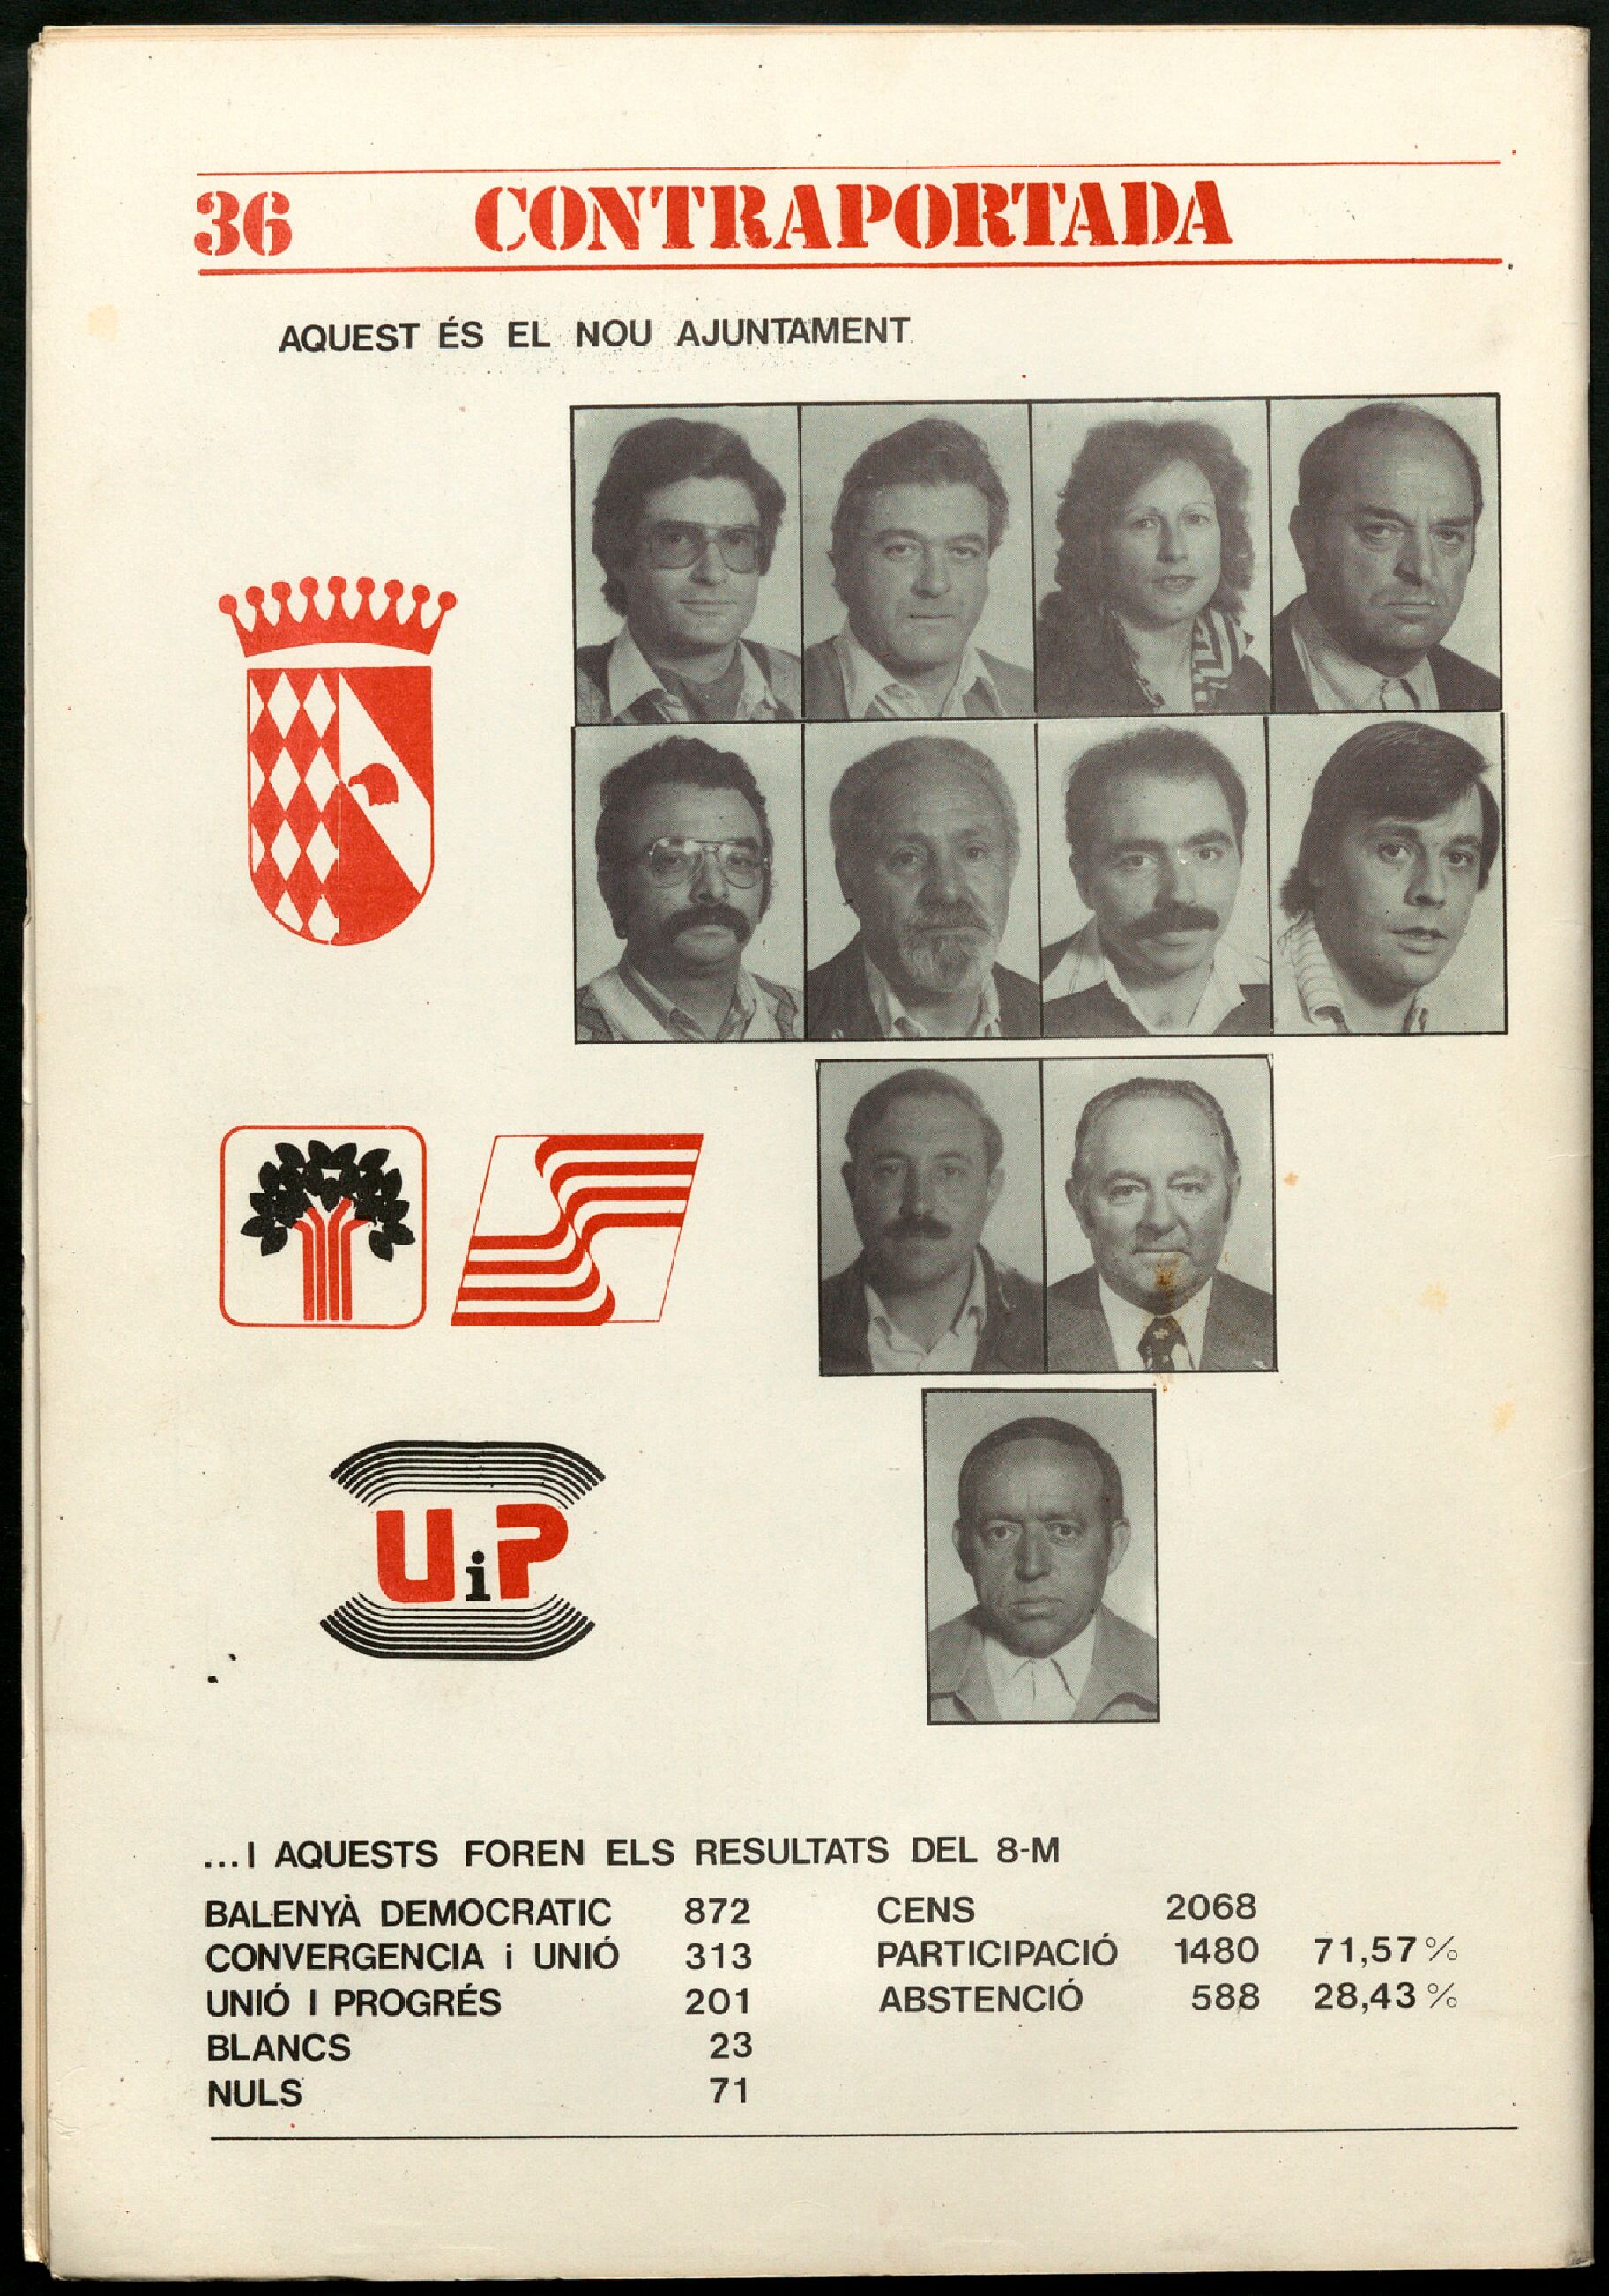 36 CONTRAPORTADA
AQUEST ÉS EL NOU AJUNTAMENT
UiP
...I AQUESTS FOREN ELS RESULTATS DEL 8-M
BALENYÀ DEMOCRATIC 872 CENS 2068
CONVERGENCIA i UNIÓ 313 PARTICIPACIÓ 1480 71,57%
UNIÓ I PROGRÉS 201 ABSTENCIÓ 588 28,43%
BLANCS 23
NULS 71